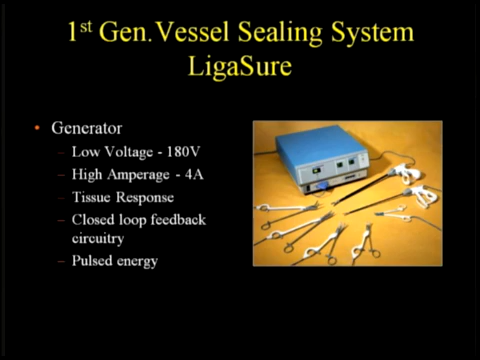 1st Gen.Vessel Sealing System
LigaSure
• Generator
– Low Voltage - 180V
– High Amperage - 4A
– Tissue Response
– Closed loop feedback
circuitry
– Pulsed energy